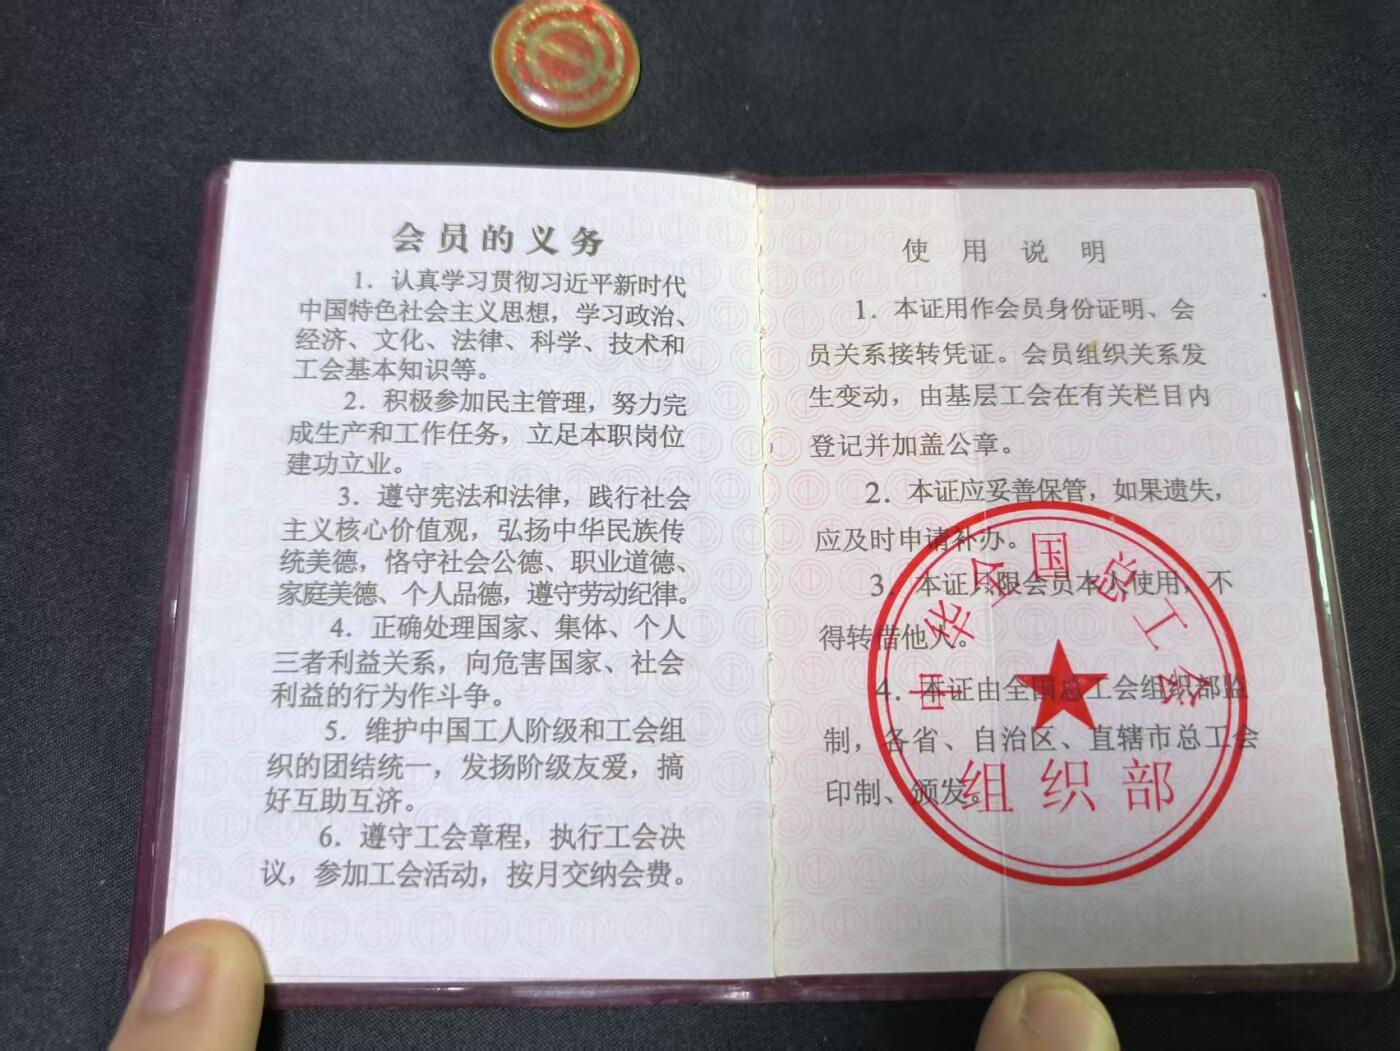 会员的义务
1．认真学习贯彻习近平新时代
中国特色社会主义思想，学习政治、
经济、文化、法律、科学、技术和
工会基本知识等。
2．积极参加民主管理，努力完
成生产和工作任务，立足本职岗位
建功立业。
3．遵守宪法和法律，践行社会
主义核心价值观，弘扬中华民族传
统美德，恪守社会公德、职业道德、
家庭美德、个人品德，遵守劳动纪律。
4．正确处理国家、集体、个人
三者利益关系，向危害国家、社会
利益的行为作斗争。
5．维护中国工人阶级和工会组
织的团结统一，发扬阶级友爱，搞
好互助互济。
6．遵守工会章程，执行工会决
议，参加工会活动，按月交纳会费。
使用说明
1．本证用作会员身份证明、会
员关系接转凭证。会员组织关系发
生变动，由基层工会在有关栏目内
登记并加盖公章。
2．本证应妥善保管，如果遗失，
应及时申请补办。
3．本证只限会员本人使用，不
得转借他人。
4．本证由全国总工会组织部监
制，各省、自治区、直辖市总工会
印制、颁发。
中华全国总工会
组织部